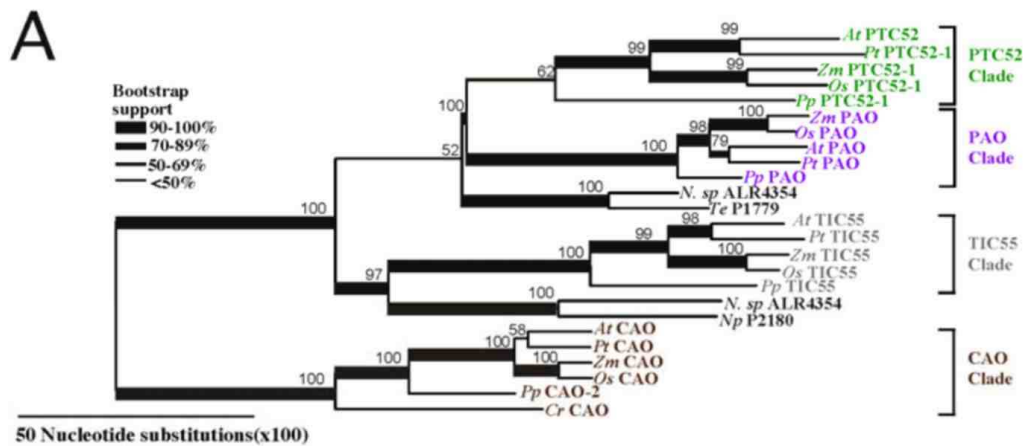 A
Bootstrap
support
90-100%
70-89%
50-69%
<50%
99
99
99
62
100
52
100
98
100
79
100
100
98
99
100
100
97
100
58
100
100
100
100
At PTC52
Pt PTC52-1
Zm PTC52-1
Os PTC52-1
Pp PTC52-1
Zm PAO
Os PAO
At PAO
Pt PAO
Pp PAO
N. sp ALR4354
Te P1779
At TIC55
Pt TIC55
Zm TIC55
Os TIC55
Pp TIC55
N. sp ALR4354
Np P2180
At CAO
Pt CAO
Zm CAO
Os CAO
Pp CAO-2
Cr CAO
PTC52
Clade
PAO
Clade
TIC55
Clade
CAO
Clade
50 Nucleotide substitutions(x100)